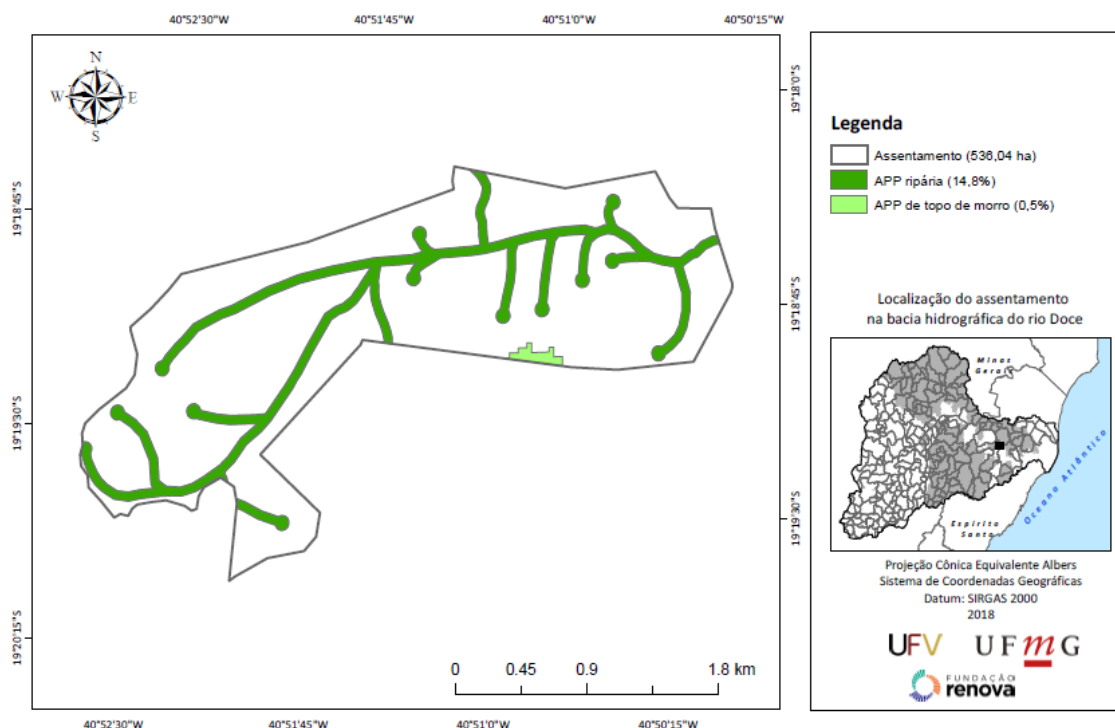 40°52'30"W
40°51'45"W
40°51'0"W
40°50'15"W
N
W
E
S
19°18'45"S
19°19'30"S
19°20'15"S
19°18'0"S
19°18'45"S
19°19'30"S
0 0.45 0.9 1.8 km
40°52'30"W
40°51'45"W
40°51'0"W
40°50'15"W
Legenda
Assentamento (536,04 ha)
APP ripária (14,8%)
APP de topo de morro (0,5%)
Localização do assentamento
na bacia hidrográfica do rio Doce
Minas
Gerais
Oceano Atlântico
Espírito
Santo
Projeção Cônica Equivalente Albers
Sistema de Coordenadas Geográficas
Datum: SIRGAS 2000
2018
UFV
UFmG
FUNDAÇÃO
renova